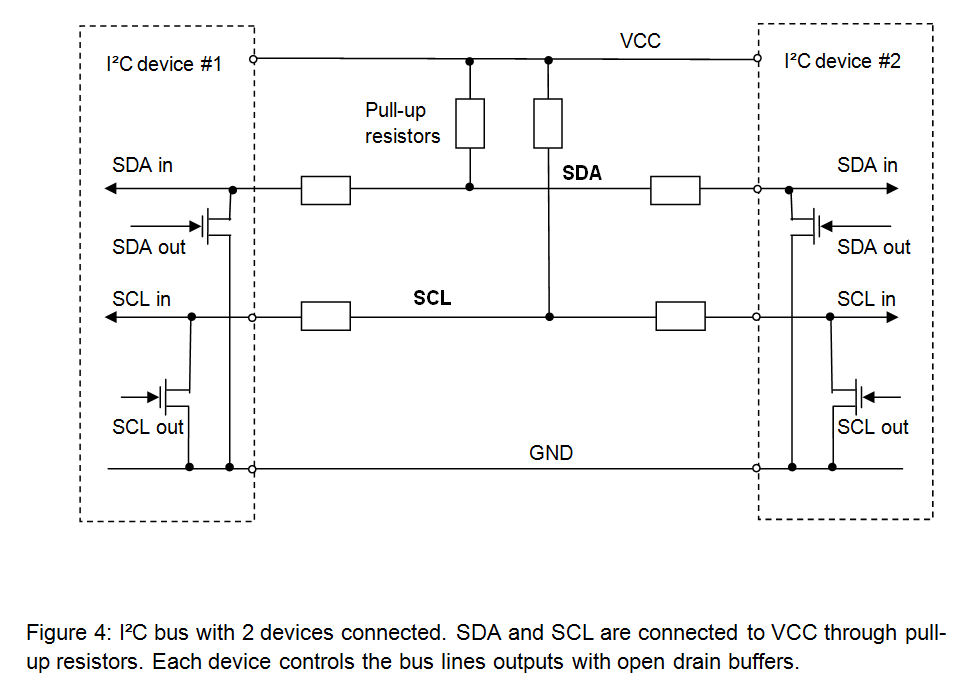 VCC
I²C device #1
I²C device #2
Pull-up
resistors
SDA in
SDA
SDA in
SDA out
SDA out
SCL in
SCL
SCL in
SCL out
SCL out
GND
Figure 4: I²C bus with 2 devices connected. SDA and SCL are connected to VCC through pull-
up resistors. Each device controls the bus lines outputs with open drain buffers.